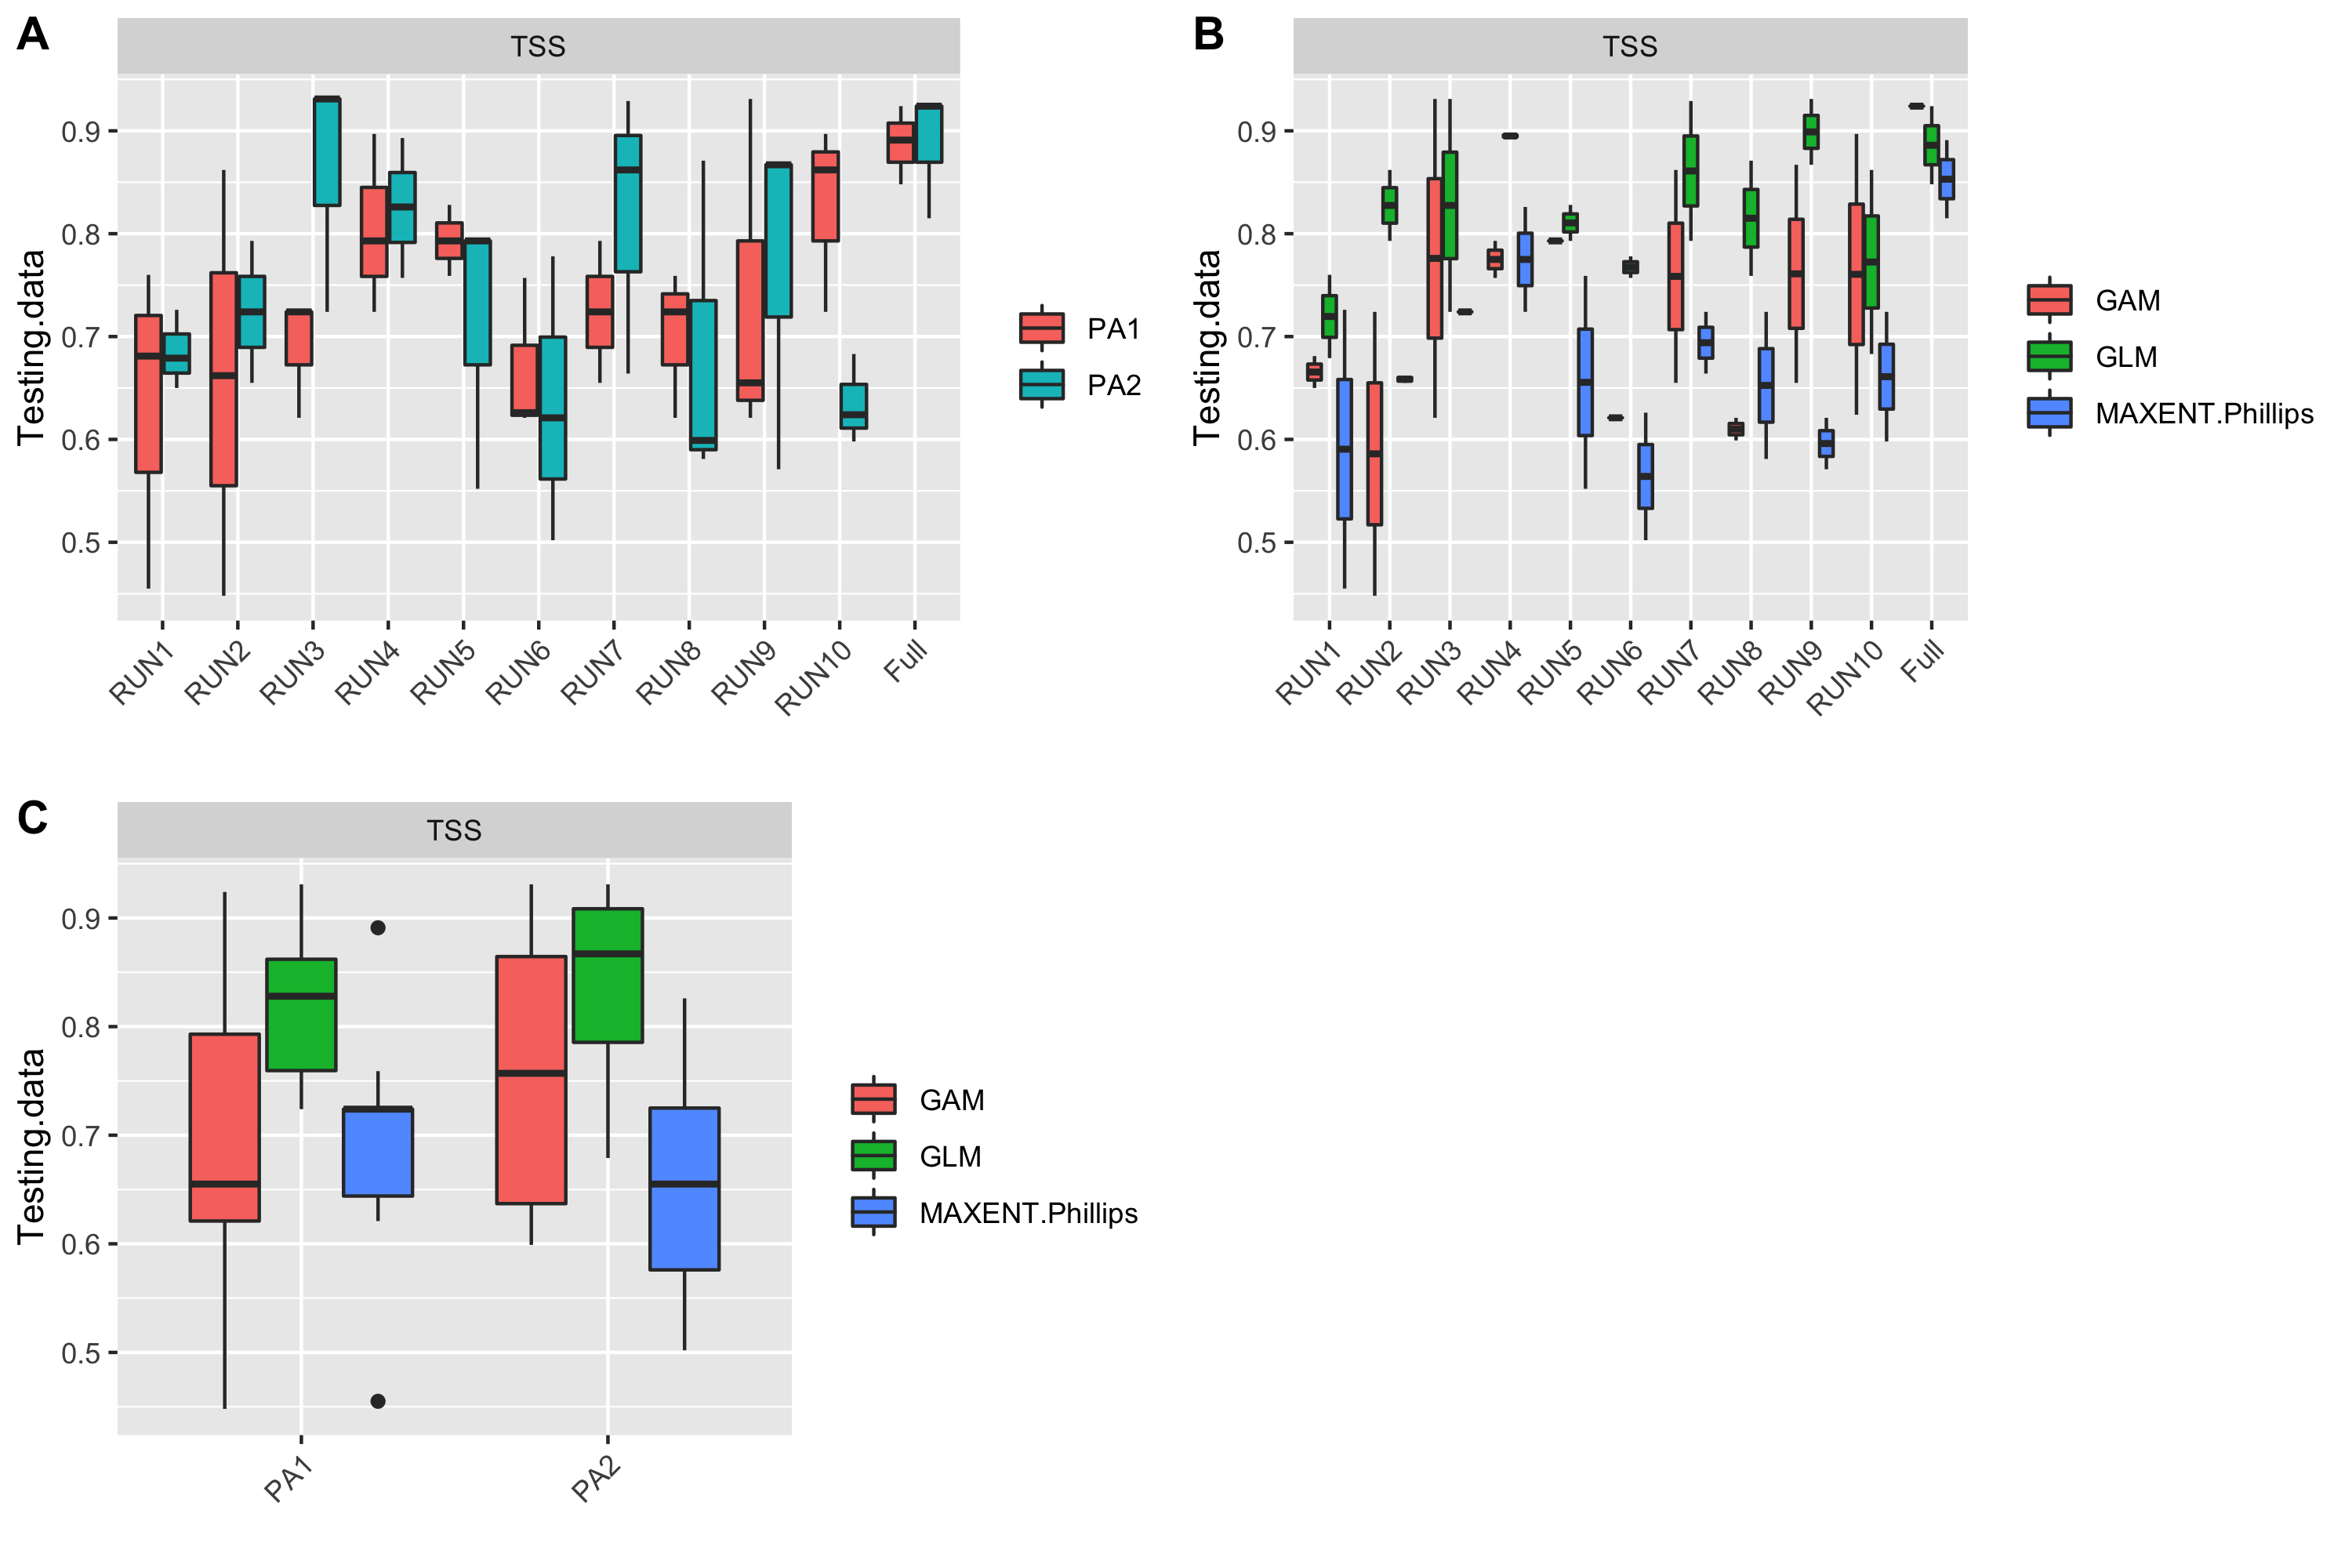 A
TSS
Testing.data
0.9
0.8
0.7
0.6
0.5
RUN1 RUN2 RUN3 RUN4 RUN5 RUN6 RUN7 RUN8 RUN9 RUN10 Full
PA1
PA2
B
TSS
Testing.data
0.9
0.8
0.7
0.6
0.5
RUN1 RUN2 RUN3 RUN4 RUN5 RUN6 RUN7 RUN8 RUN9 RUN10 Full
GAM
GLM
MAXENT.Phillips
C
TSS
Testing.data
0.9
0.8
0.7
0.6
0.5
PA1 PA2
GAM
GLM
MAXENT.Phillips